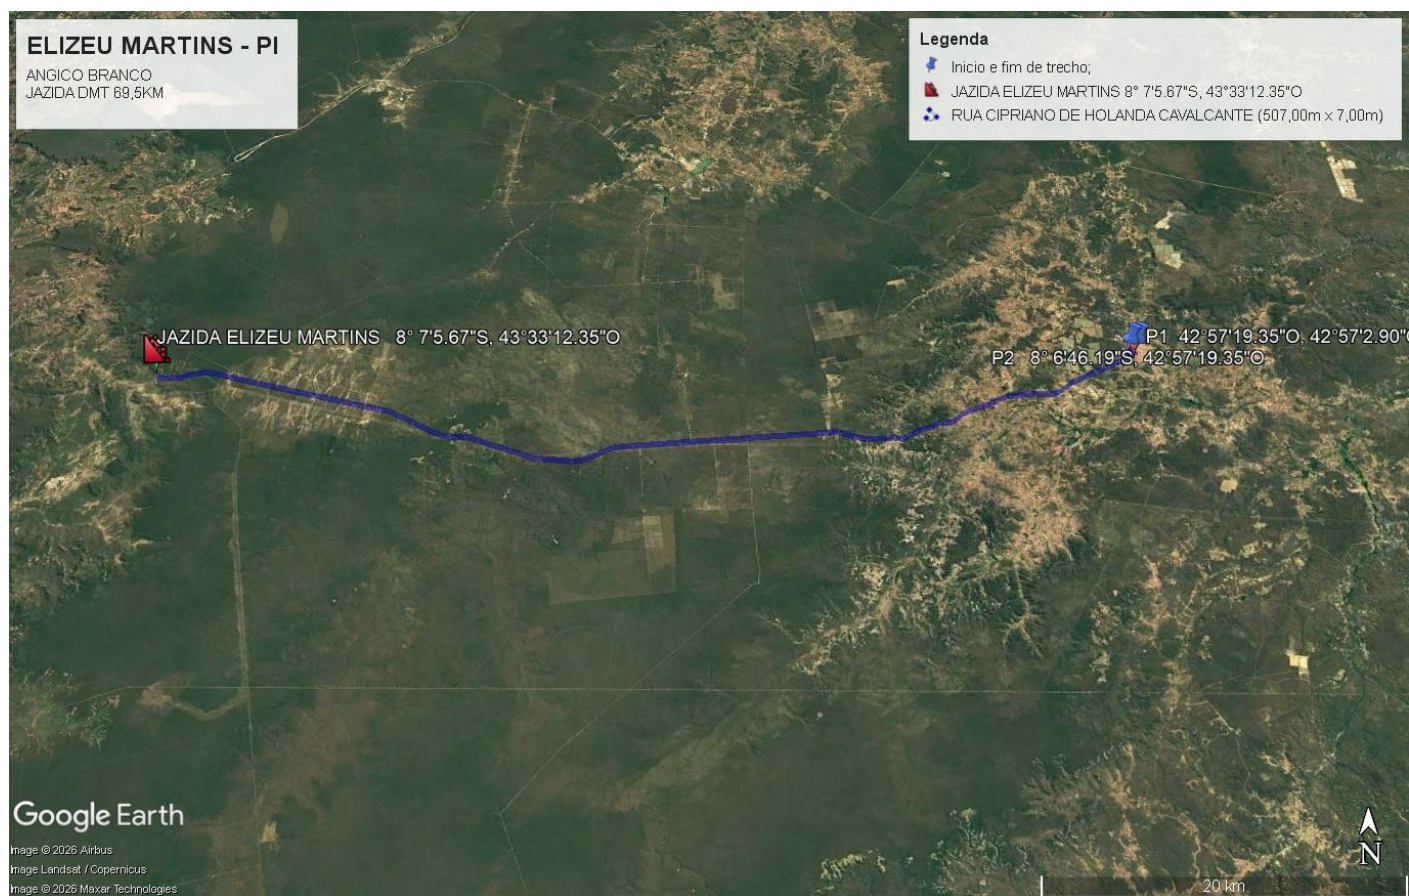 ELIZEU MARTINS - PI
ANGICO BRANCO
JAZIDA DMT 69,5KM
Legenda
Inicio e fim de trecho;
JAZIDA ELIZEU MARTINS 8° 7'5.67"S, 43°33'12.35"O
RUA CIPRIANO DE HOLANDA CAVALCANTE (507,00m x 7,00m)
JAZIDA ELIZEU MARTINS 8° 7'5.67"S, 43°33'12.35"O
P1 42°57'19.35"O, 42°57'2.90"
P2 8° 6'46.19"S, 42°57'19.35"O
Google Earth
Image © 2026 Airbus
Image Landsat / Copernicus
Image © 2026 Maxar Technologies
N
20 km